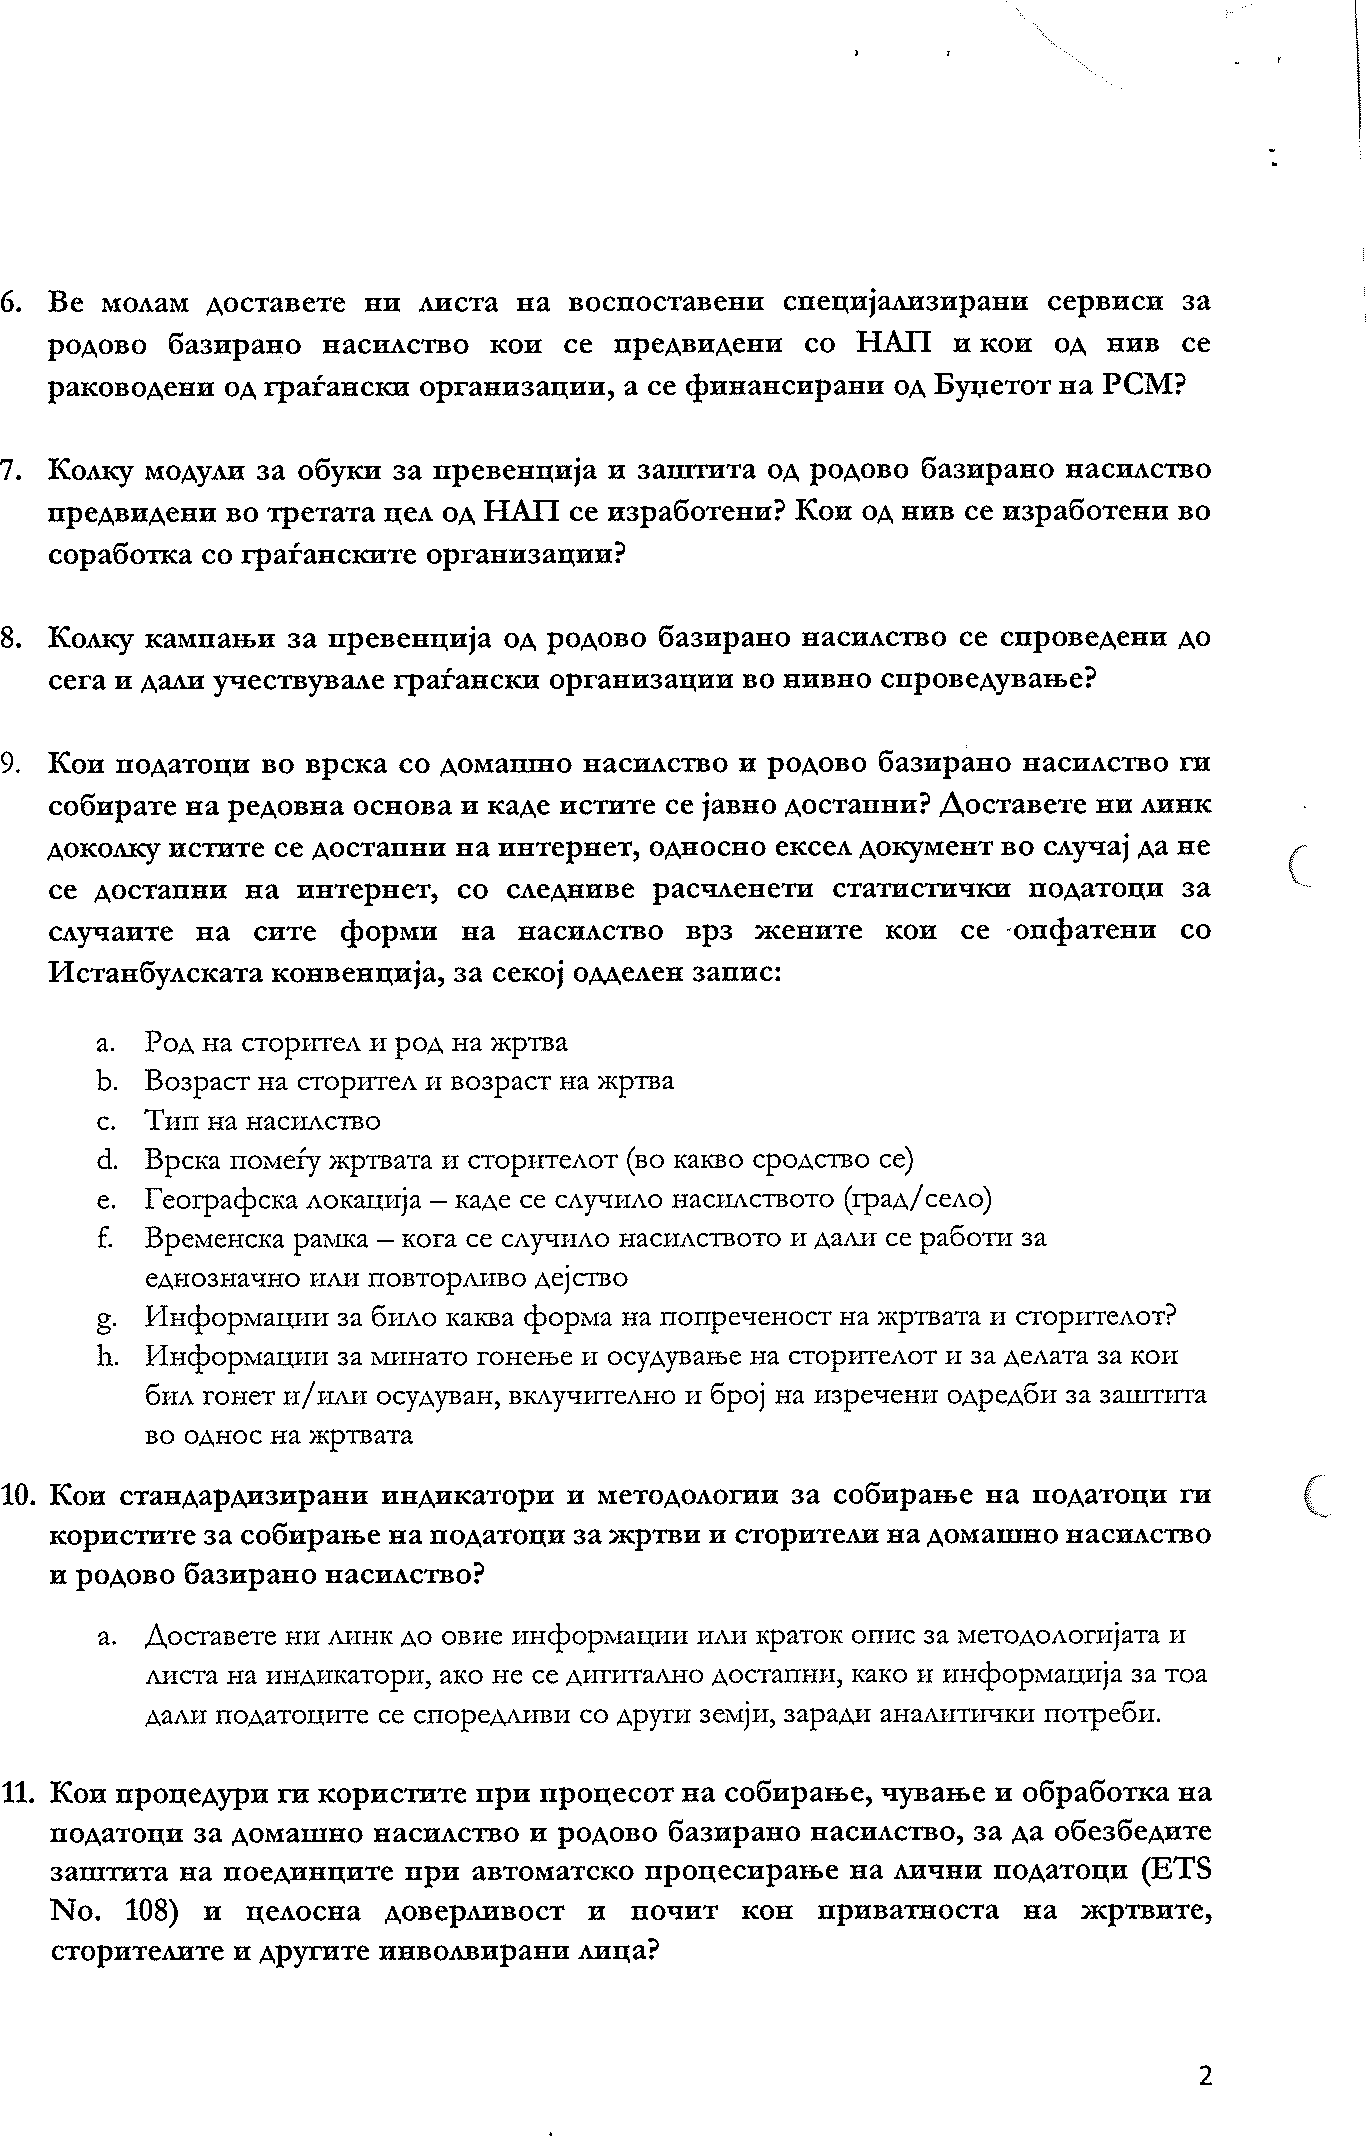 6. Ве молам доставете ни листа на воспоставени специјализирани сервиси за
родово базирано насилство кои се предвидени со НАП и кои од нив се
раководени од граѓански организации, а се финансирани од Буџетот на РСМ?
7. Колку модули за обуки за превенција и заштита од родово базирано насилство
предвидени во третата цел од НАП се изработени? Кои од нив се изработени во
соработка со граѓанските организации?
8. Колку кампањи за превенција од родово базирано насилство се спроведени до
сега и дали учествувале граѓански организации во нивно спроведување?
9. Кои податоци во врска со домашно насилство и родово базирано насилство ги
собирате на редовна основа и каде истите се јавно достапни? Доставете ни линк
доколку истите се достапни на интернет, односно ексел документ во случај да не
се достапни на интернет, со следниве расчленети статистички податоци за
случаите на сите форми на насилство врз жените кои се опфатени со
Истанбулската конвенција, за секој одделен запис:
a. Род на сторител и род на жртва
b. Возраст на сторител и возраст на жртва
c. Тип на насилство
d. Врска помеѓу жртвата и сторителот (во какво сродство се)
e. Географска локација – каде се случило насилството (град/село)
f. Временска рамка – кога се случило насилството и дали се работи за
еднозначно или повторливо дејство
g. Информации за било каква форма на попреченост на жртвата и сторителот?
h. Информации за минато гонење и осудување на сторителот и за делата за кои
бил гонет и/или осудуван, вклучително и број на изречени одредби за заштита
во однос на жртвата
10. Кои стандардизирани индикатори и методологии за собирање на податоци ги
користите за собирање на податоци за жртви и сторители на домашно насилство
и родово базирано насилство?
a. Доставете ни линк до овие информации или краток опис за методологијата и
листа на индикатори, ако не се дигитално достапни, како и информација за тоа
дали податоците се споредливи со други земји, заради аналитички потреби.
11. Кои процедури ги користите при процесот на собирање, чување и обработка на
податоци за домашно насилство и родово базирано насилство, за да обезбедите
заштита на поединците при автоматско процесирање на лични податоци (ETS
No. 108) и целосна доверливост и почит кон приватноста на жртвите,
сторителите и другите инволвирани лица?
2